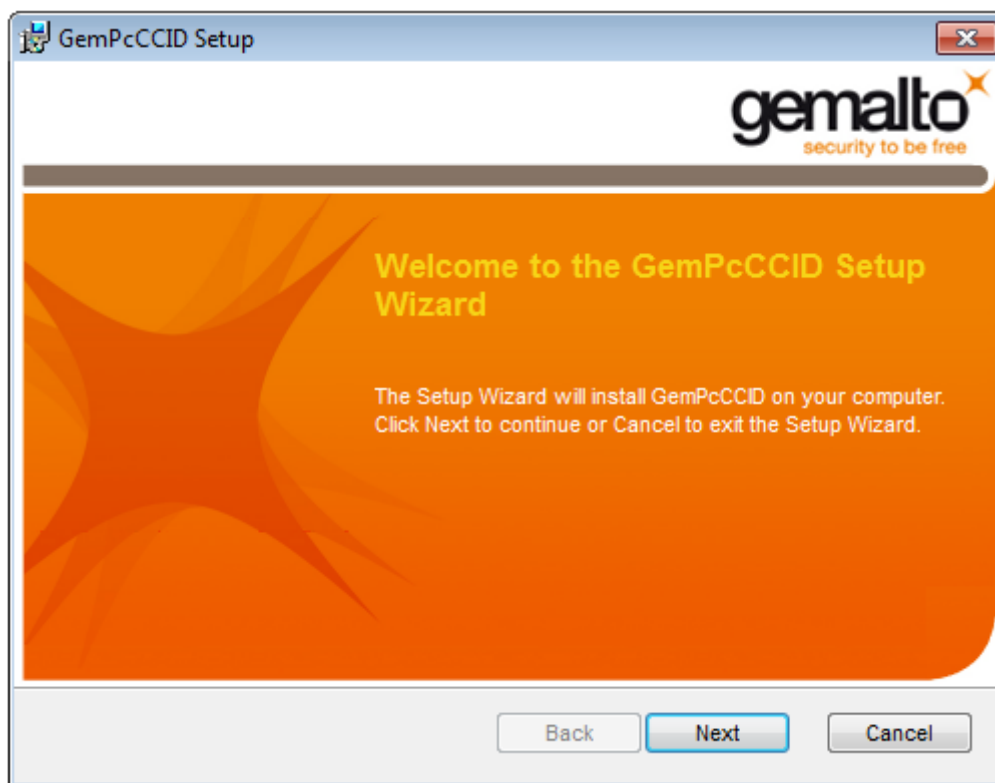 GemPcCCID Setup
gemalto
security to be free
Welcome to the GemPcCCID Setup
Wizard
The Setup Wizard will install GemPcCCID on your computer.
Click Next to continue or Cancel to exit the Setup Wizard.
Back
Next
Cancel